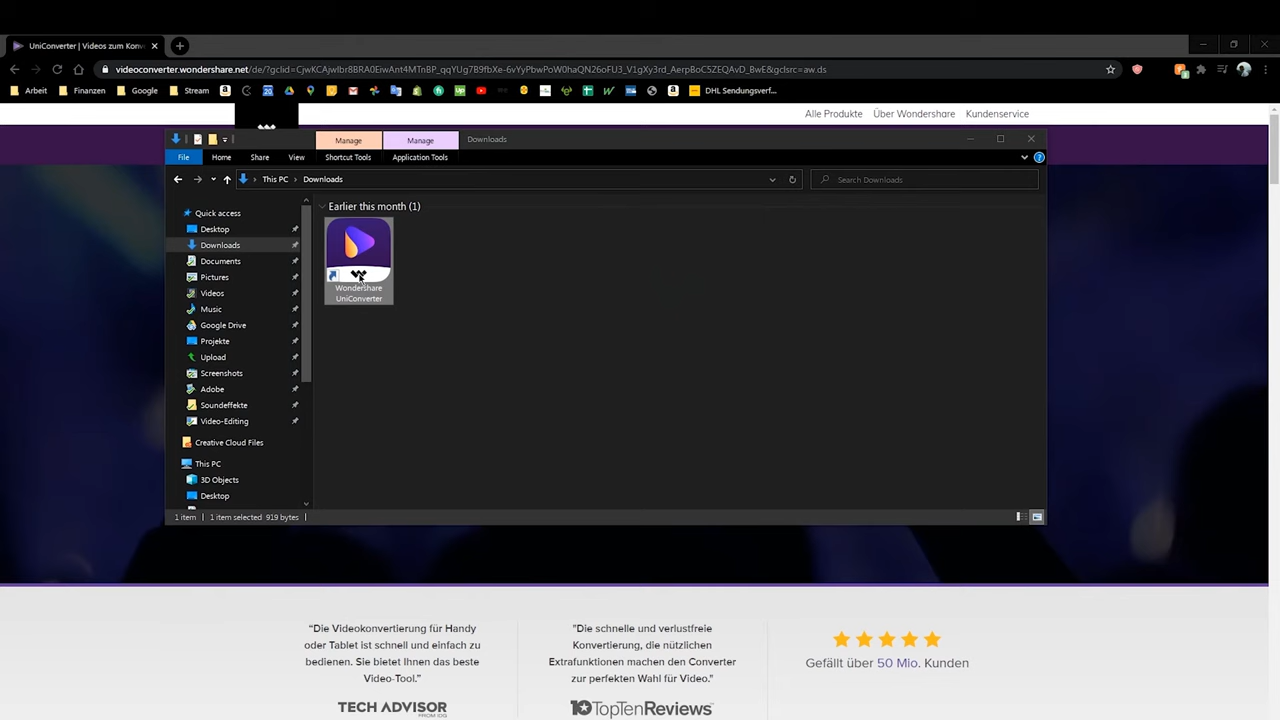 UniConverter | Videos zum Konv
videoconverter.wondershare.net/de/?gclid=CjwKCAjwlbr8BRA0EiwAnt4MTnBP_qqYUg7B9fbXe-6vYyPbwPoW0haQN26oFU3_V1gXy3rd_AerpBoC5ZEQAvD_BwE&gclsrc=aw.ds
Arbeit
Finanzen
Google
Stream
DHL Sendungsverf...
Alle Produkte
Über Wondershare
Kundenservice
Manage
Manage
Downloads
File
Home
Share
View
Shortcut Tools
Application Tools
This PC
Downloads
Search Downloads
Quick access
Desktop
Downloads
Documents
Pictures
Videos
Music
Google Drive
Projekte
Upload
Screenshots
Adobe
Soundeffekte
Video-Editing
Creative Cloud Files
This PC
3D Objects
Desktop
Earlier this month (1)
Wondershare
UniConverter
1 item
1 item selected 919 bytes
“Die Videokonvertierung für Handy
oder Tablet ist schnell und einfach zu
bedienen. Sie bietet Ihnen das beste
Video-Tool.”
TECH ADVISOR
FROM IDG
"Die schnelle und verlustfreie
Konvertierung, die nützlichen
Extrafunktionen machen den Converter
zur perfekten Wahl für Video."
10TopTenReviews
Gefällt über 50 Mio. Kunden